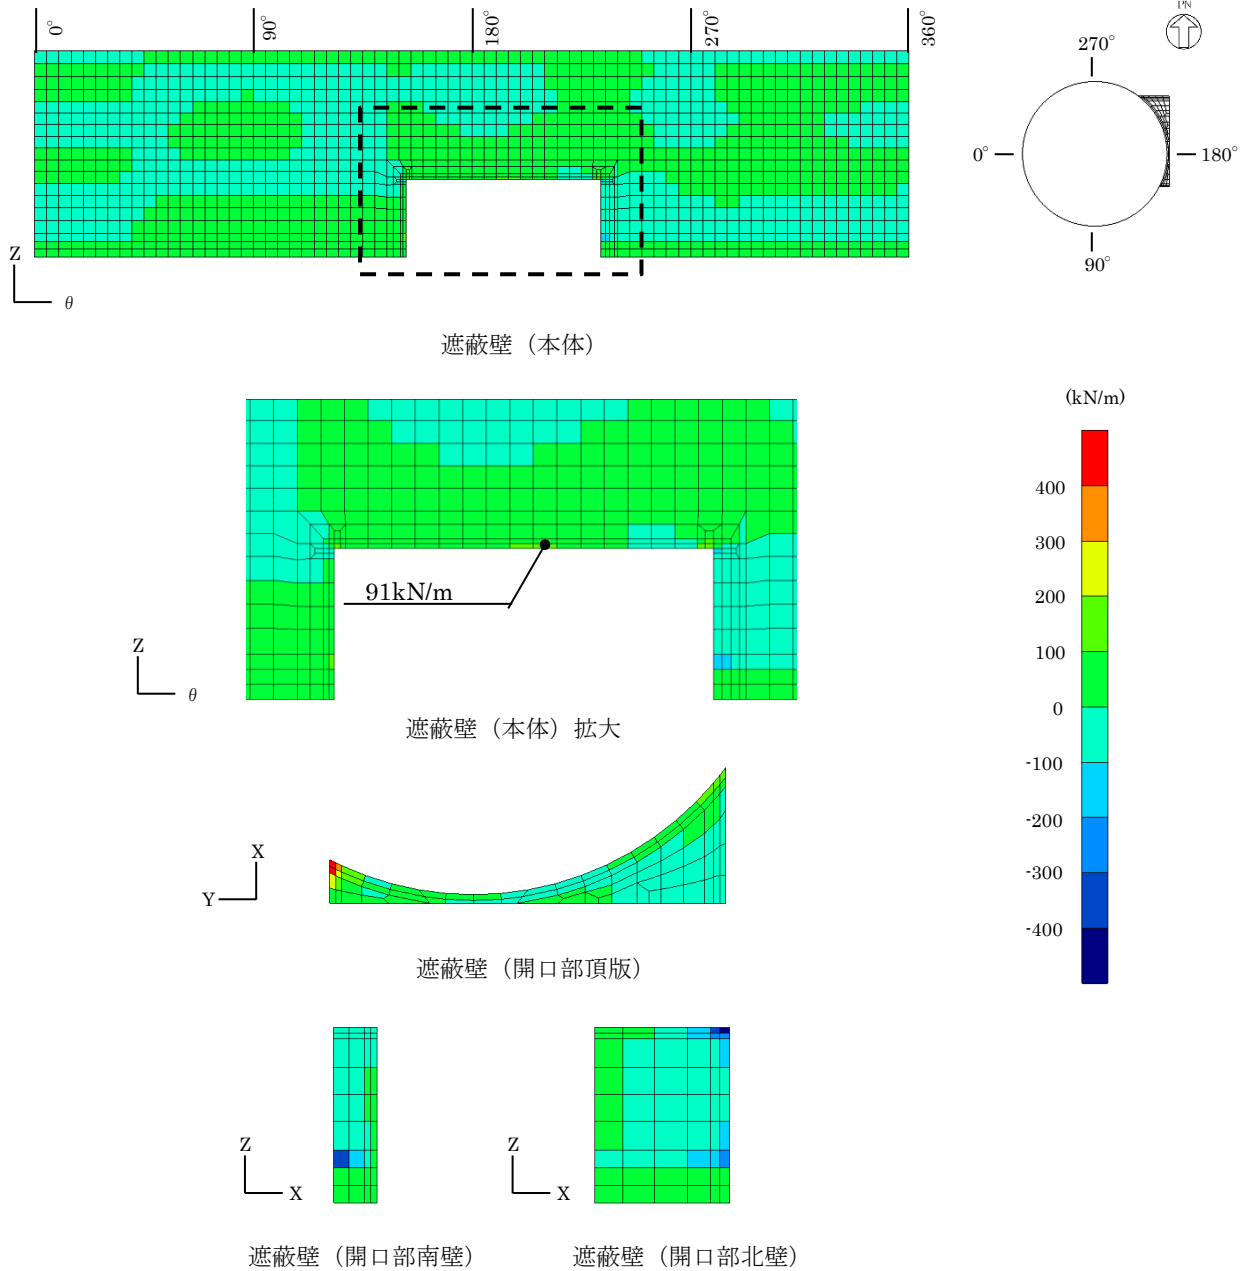 0°
90°
180°
270°
360°
PN
270°
0°
180°
90°
Z
θ
遮蔽壁（本体）
(kN/m)
400
300
200
100
0
-100
-200
-300
-400
91kN/m
Z
θ
遮蔽壁（本体）拡大
X
Y
遮蔽壁（開口部頂版）
Z
X
Z
X
遮蔽壁（開口部南壁）
遮蔽壁（開口部北壁）